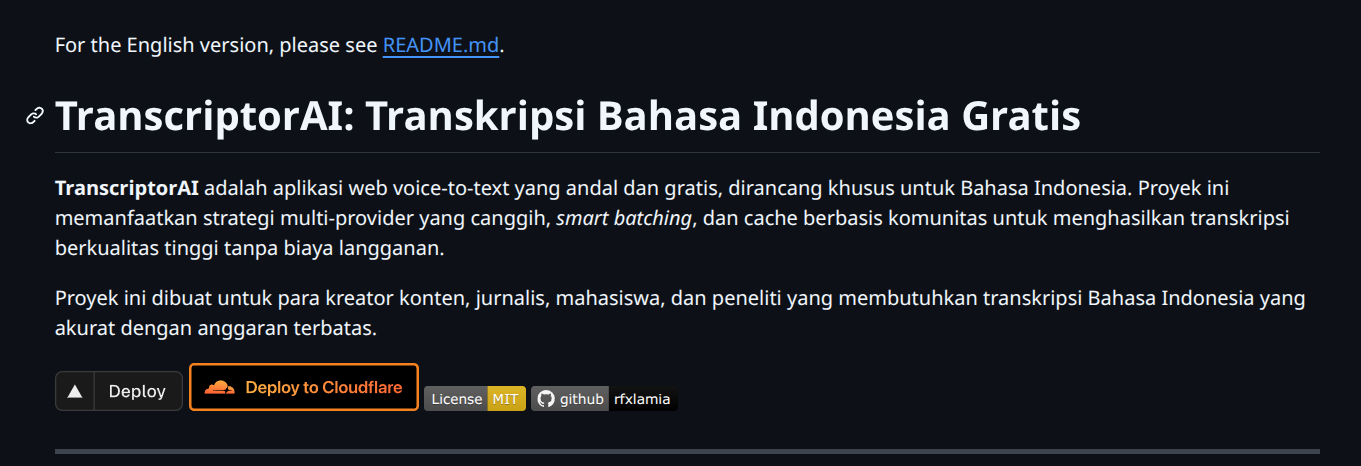 For the English version, please see README.md.
TranscriptorAI: Transkripsi Bahasa Indonesia Gratis
TranscriptorAI adalah aplikasi web voice-to-text yang andal dan gratis, dirancang khusus untuk Bahasa Indonesia. Proyek ini
memanfaatkan strategi multi-provider yang canggih, smart batching, dan cache berbasis komunitas untuk menghasilkan transkripsi
berkualitas tinggi tanpa biaya langganan.
Proyek ini dibuat untuk para kreator konten, jurnalis, mahasiswa, dan peneliti yang membutuhkan transkripsi Bahasa Indonesia yang
akurat dengan anggaran terbatas.
Deploy Deploy to Cloudflare License MIT github rfxlamia